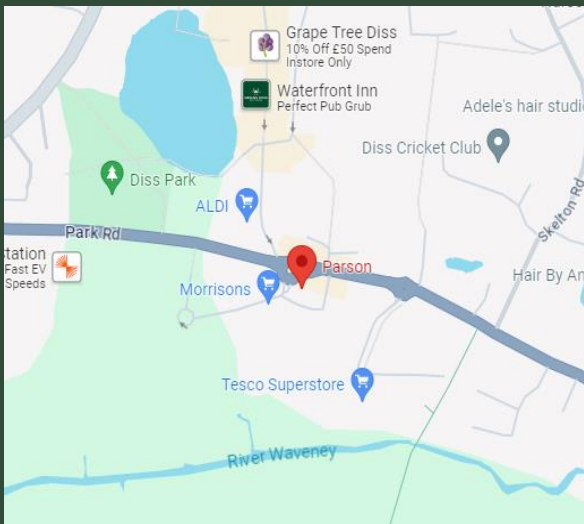 Grape Tree Diss
10% Off £50 Spend
Instore Only
Waterfront Inn
Perfect Pub Grub
Adele's hair studi
Diss Cricket Club
Diss Park
ALDI
Skelton Rd
Park Rd
tation
Fast EV
Speeds
Parson
Hair By An
Morrisons
Tesco Superstore
River Waveney